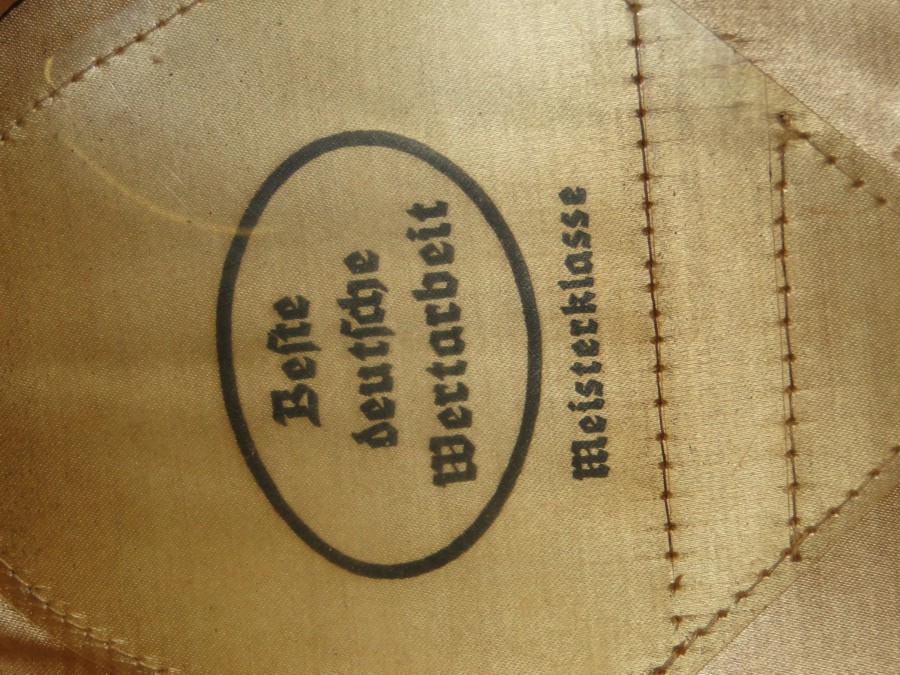 Beſte
deutſche
Wertarbeit
Meisterklasse